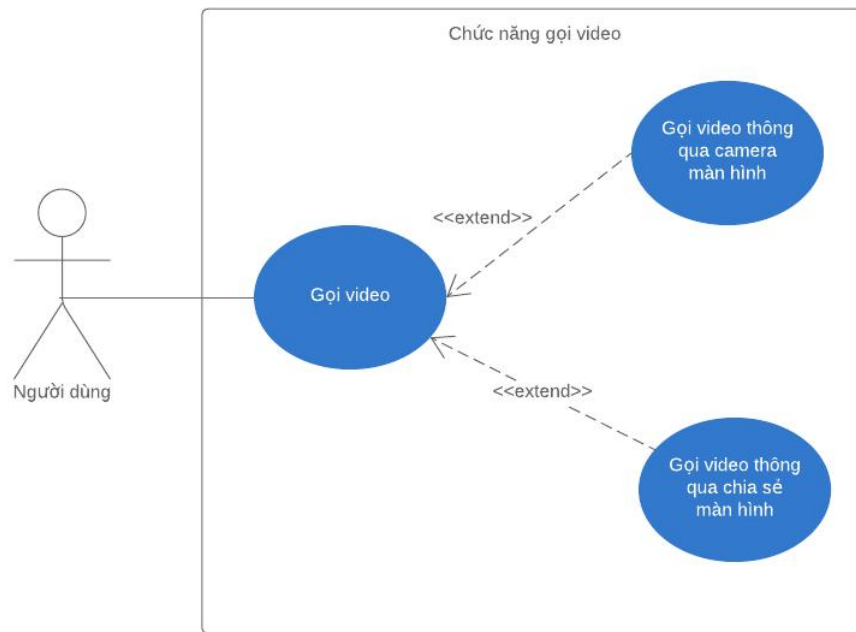 Chức năng gọi video
Gọi video thông
qua camera
màn hình
<<extend>>
Gọi video
Người dùng
<<extend>>
Gọi video thông
qua chia sẻ
màn hình